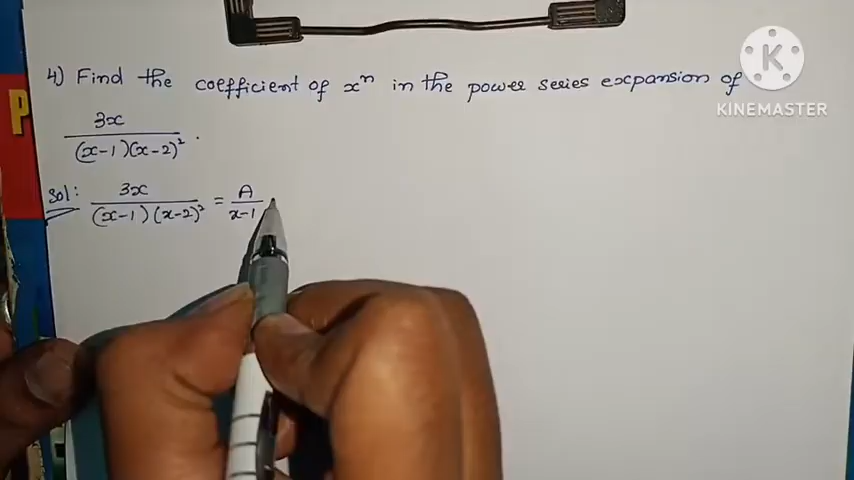 4) Find the coefficient of xⁿ in the power series expansion of
3x / (x-1)(x-2)² .
Sol: 3x / (x-1)(x-2)² = A / x-1
P
K
KINEMASTER